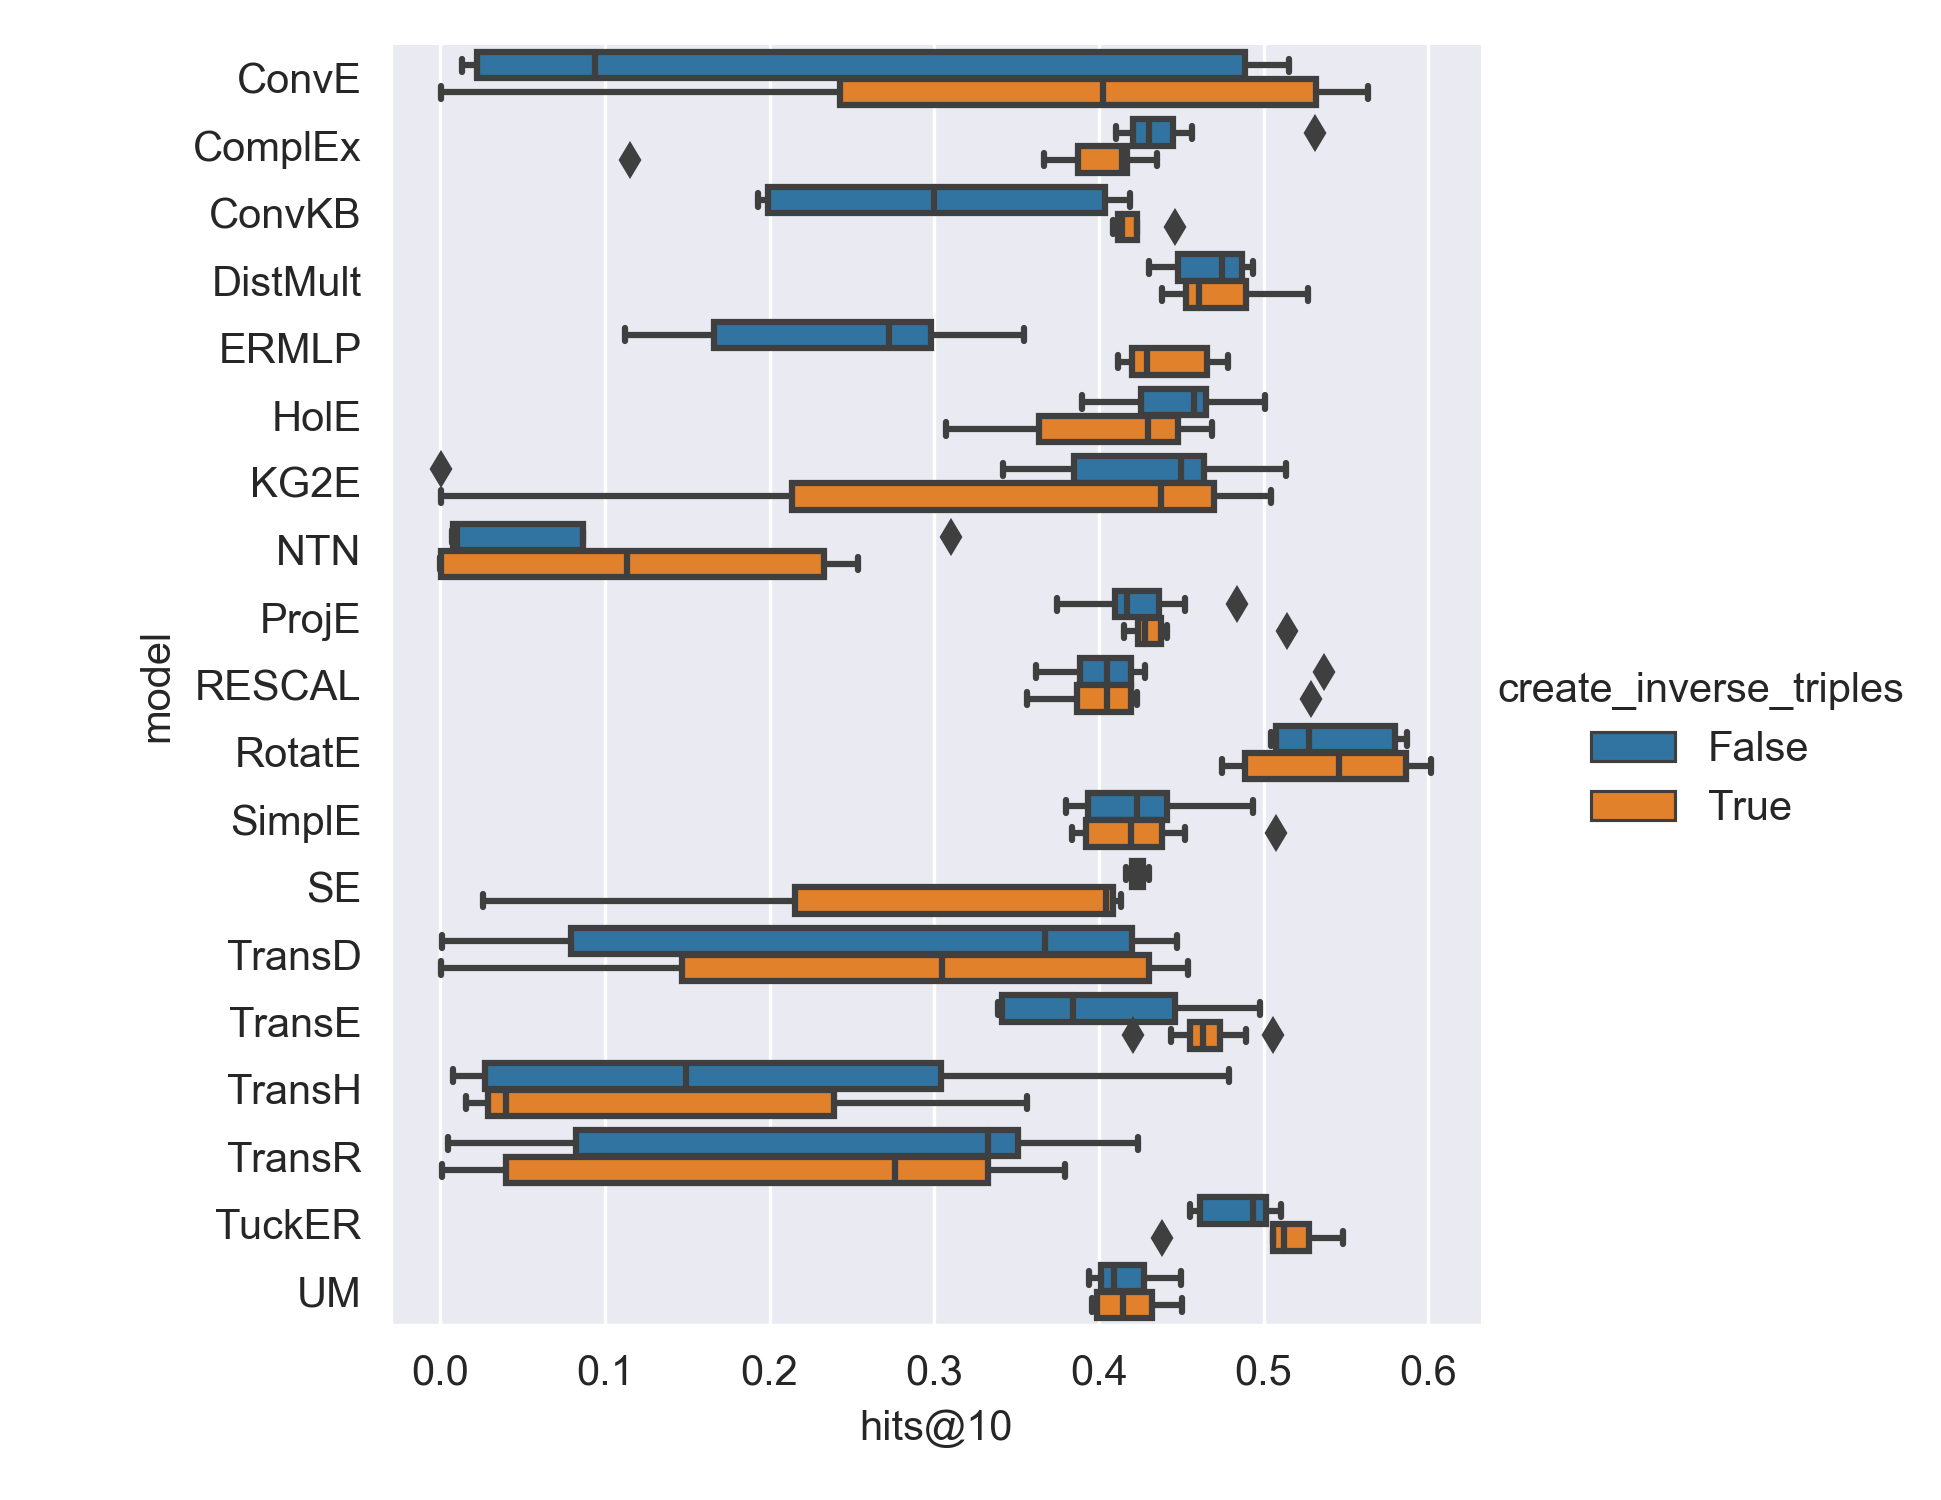 ConvE
ComplEx
ConvKB
DistMult
ERMLP
HolE
KG2E
NTN
ProjE
RESCAL
RotatE
SimplE
SE
TransD
TransE
TransH
TransR
TuckER
UM
model
0.0 0.1 0.2 0.3 0.4 0.5 0.6
hits@10
create_inverse_triples
False
True